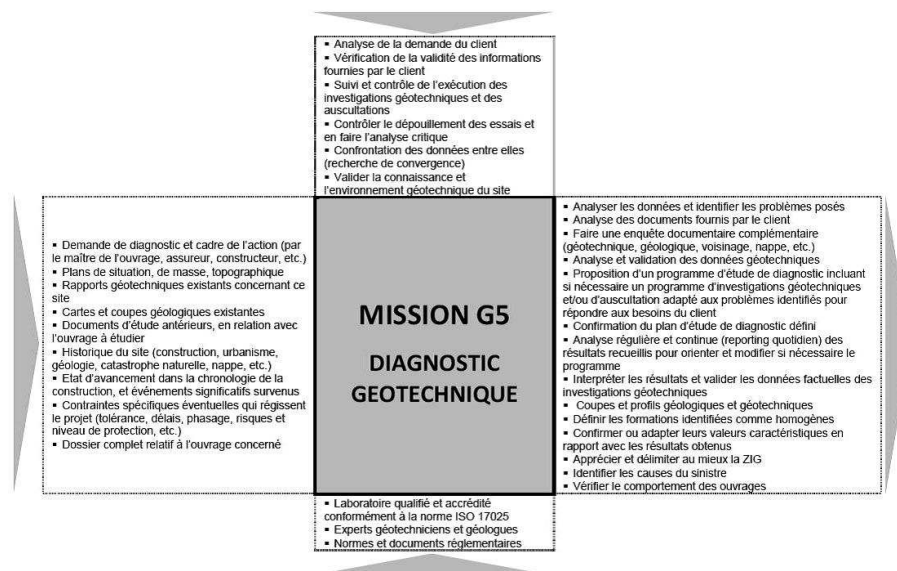 ▪ Analyse de la demande du client
▪ Vérification de la validité des informations
fournies par le client
▪ Suivi et contrôle de l'exécution des
investigations géotechniques et des
auscultations
▪ Contrôler le dépouillement des essais et
en faire l'analyse critique
▪ Confrontation des données entre elles
(recherche de convergence)
▪ Valider la connaissance et
l'environnement géotechnique du site
▪ Demande de diagnostic et cadre de l'action (par
le maître de l'ouvrage, assureur, constructeur, etc.)
▪ Plans de situation, de masse, topographique
▪ Rapports géotechniques existants concernant ce
site
▪ Cartes et coupes géologiques existantes
▪ Documents d'étude antérieurs, en relation avec
l'ouvrage à étudier
▪ Historique du site (construction, urbanisme,
géologie, catastrophe naturelle, nappe, etc.)
▪ Etat d'avancement dans la chronologie de la
construction, et événements significatifs survenus
▪ Contraintes spécifiques éventuelles qui régissent
le projet (tolérance, délais, phasage, risques et
niveau de protection, etc.)
▪ Dossier complet relatif à l'ouvrage concerné
MISSION G5
DIAGNOSTIC
GEOTECHNIQUE
▪ Analyser les données et identifier les problèmes posés
▪ Analyse des documents fournis par le client
▪ Faire une enquête documentaire complémentaire
(géotechnique, géologique, voisinage, nappe, etc.)
▪ Analyse et validation des données géotechniques
▪ Proposition d'un programme d'étude de diagnostic incluant
si nécessaire un programme d'investigations géotechniques
et/ou d'auscultation adapté aux problèmes identifiés pour
répondre aux besoins du client
▪ Confirmation du plan d'étude de diagnostic défini
▪ Analyse régulière et continue (reporting quotidien) des
résultats recueillis pour orienter et modifier si nécessaire le
programme
▪ Interpréter les résultats et valider les données factuelles des
investigations géotechniques
▪ Coupes et profils géologiques et géotechniques
▪ Définir les formations identifiées comme homogènes
▪ Confirmer ou adapter leurs valeurs caractéristiques en
rapport avec les résultats obtenus
▪ Apprécier et délimiter au mieux la ZIG
▪ Identifier les causes du sinistre
▪ Vérifier le comportement des ouvrages
▪ Laboratoire qualifié et accrédité
conformément à la norme ISO 17025
▪ Experts géotechniciens et géologues
▪ Normes et documents réglementaires